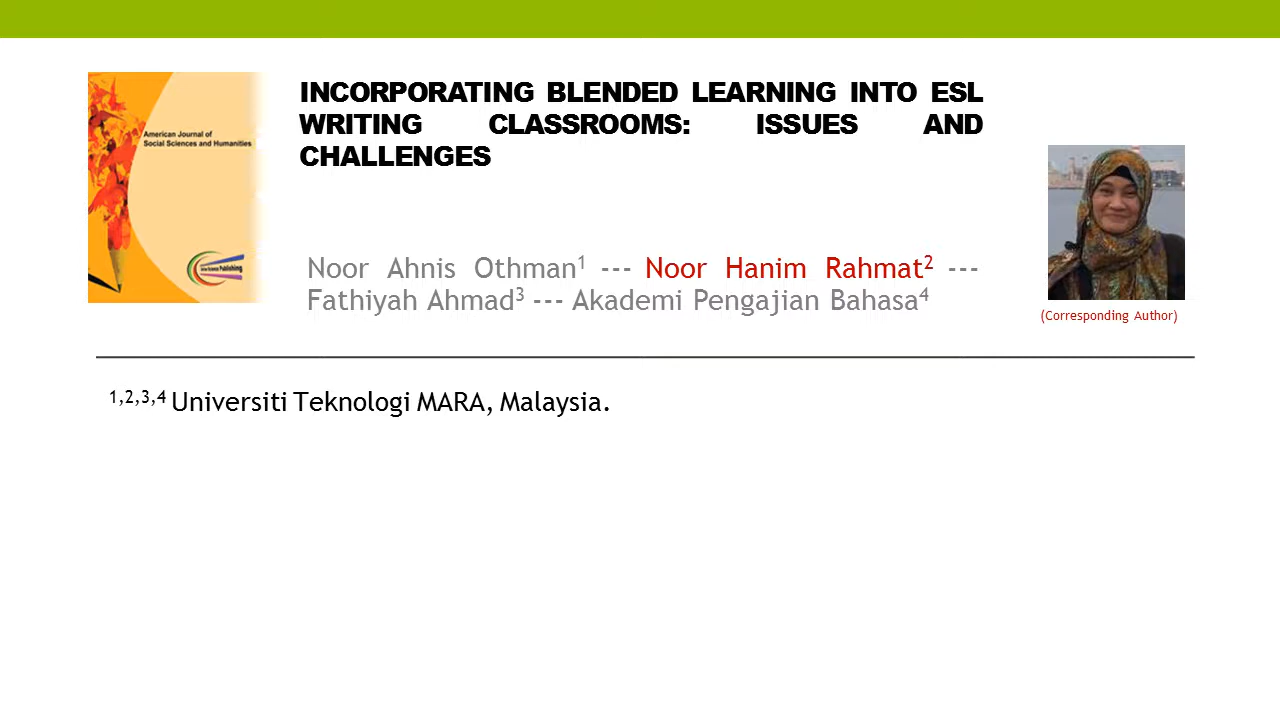 American Journal of
Social Sciences and Humanities
INCORPORATING BLENDED LEARNING INTO ESL
WRITING CLASSROOMS: ISSUES AND
CHALLENGES
Noor Ahnis Othman1 --- Noor Hanim Rahmat2 ---
Fathiyah Ahmad3 --- Akademi Pengajian Bahasa4
(Corresponding Author)
1,2,3,4 Universiti Teknologi MARA, Malaysia.